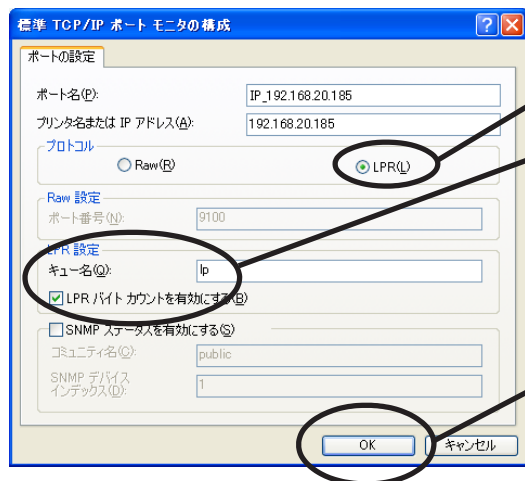 標準 TCP/IP ポート モニタの構成
ポートの設定
ポート名(P): IP_192.168.20.185
プリンタ名または IP アドレス(A): 192.168.20.185
プロトコル
Raw(R) LPR(L)
Raw 設定
ポート番号(N): 9100
LPR 設定
キュー名(Q): lp
LPR バイト カウントを有効にする(B)
SNMP ステータスを有効にする(S)
コミュニティ名(C): public
SNMP デバイス
インデックス(D): 1
OK キャンセル